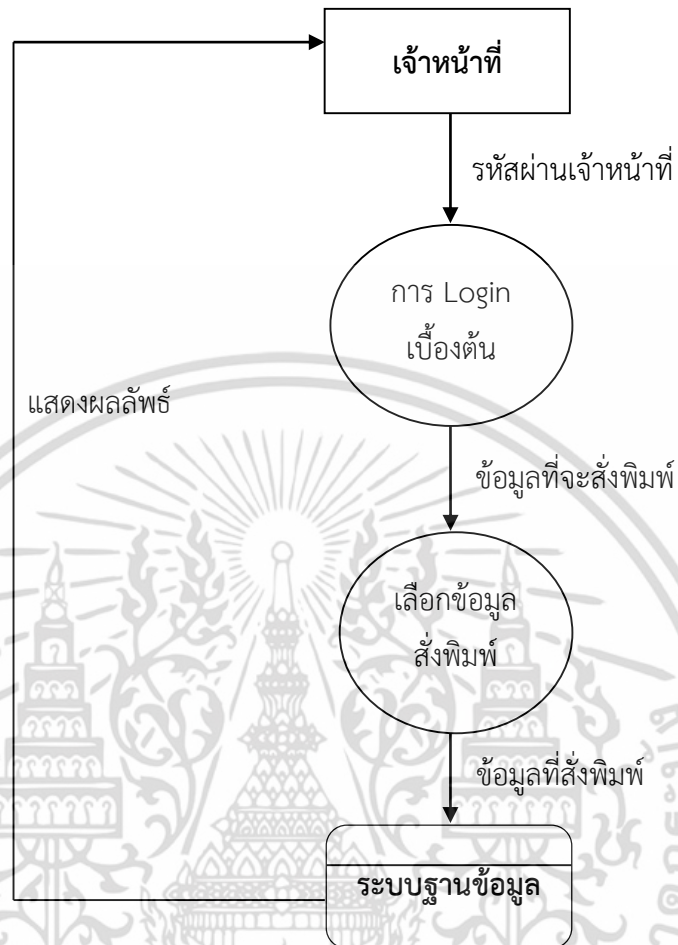 เจ้าหน้าที่
รหัสผ่านเจ้าหน้าที่
การ Login
เบื้องต้น
แสดงผลลัพธ์
ข้อมูลที่จะสั่งพิมพ์
เลือกข้อมูล
สั่งพิมพ์
ข้อมูลที่สั่งพิมพ์
ระบบฐานข้อมูล